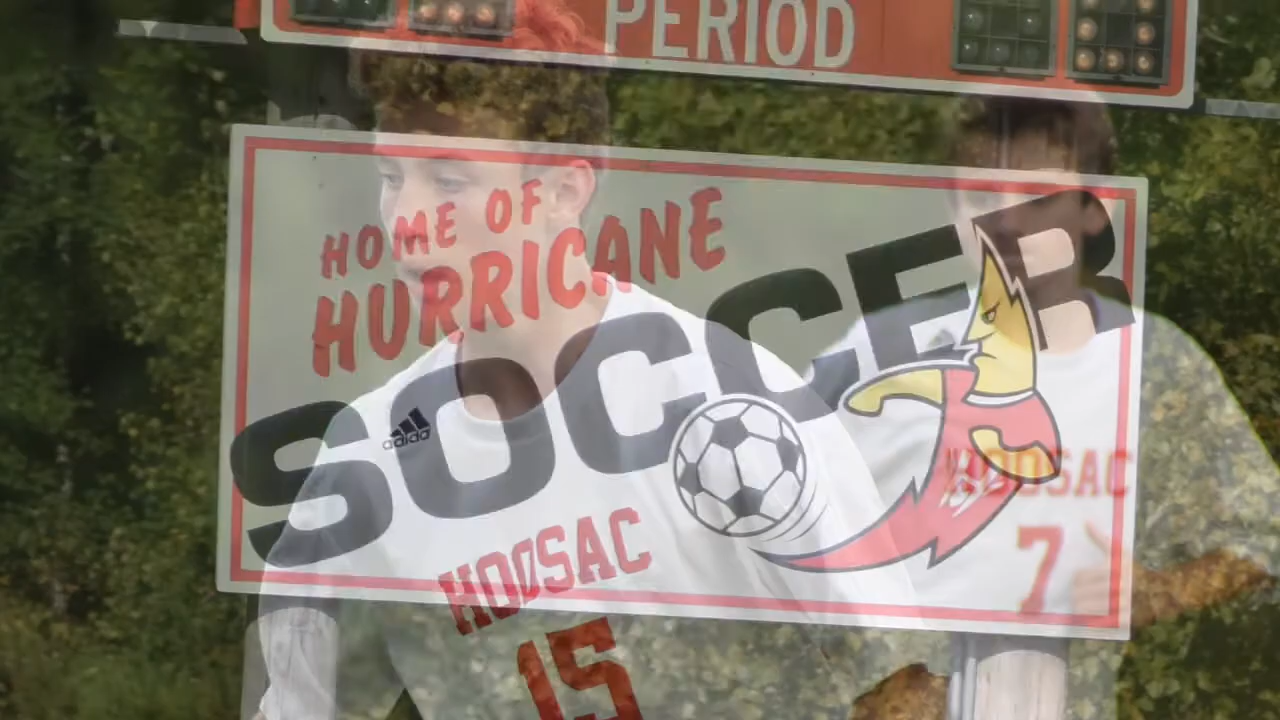 PERIOD
HOME OF
HURRICANE
SOCCER
adidas
HOOSAC
15
HOOSAC
7